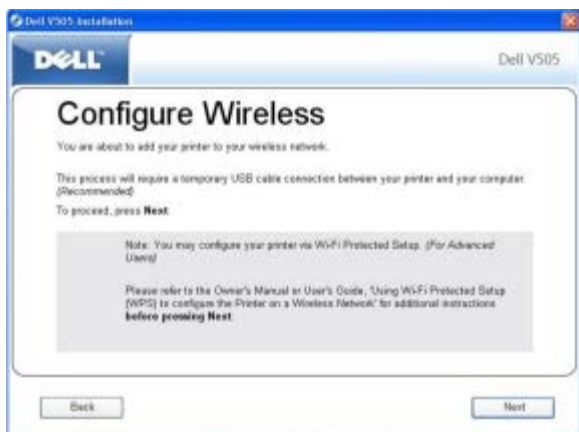 Dell V505 Installation
DELL
Dell V505
Configure Wireless
You are about to add your printer to your wireless network.
This process will require a temporary USB cable connection between your printer and your computer.
(Recommended)
To proceed, press Next
Note: You may configure your printer via Wi-Fi Protected Setup. (For Advanced
Users)
Please refer to the Owner's Manual or User's Guide, 'Using Wi-Fi Protected Setup
(WPS) to configure the Printer on a Wireless Network' for additional instructions
before pressing Next.
Back
Next